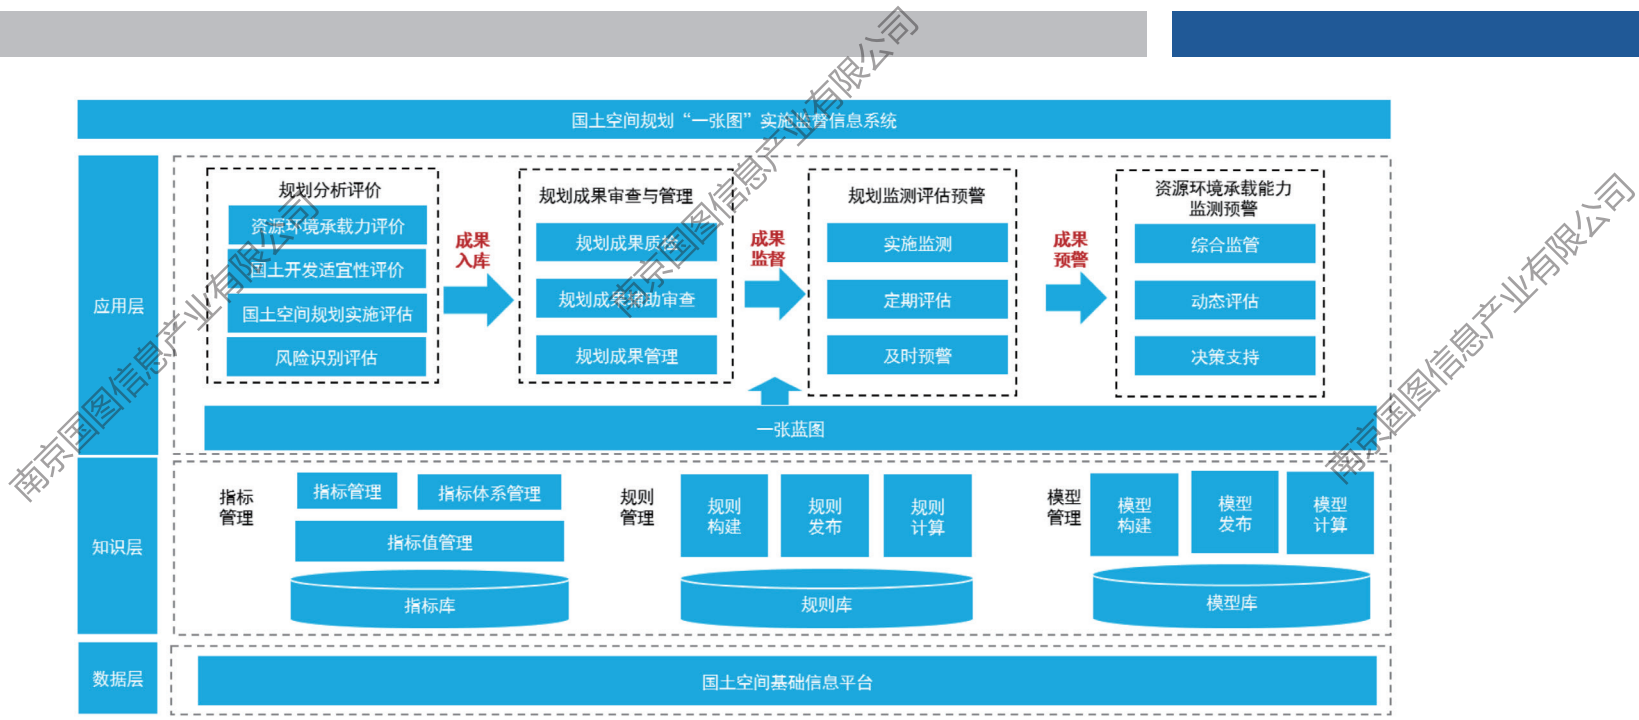 国土空间规划“一张图”实施监督信息系统
应用层
规划分析评价
资源环境承载力评价
国土开发适宜性评价
国土空间规划实施评估
风险识别评估
成果
入库
规划成果审查与管理
规划成果质检
规划成果辅助审查
规划成果管理
成果
监督
规划监测评估预警
实施监测
定期评估
及时预警
成果
预警
资源环境承载能力
监测预警
综合监管
动态评估
决策支持
一张蓝图
知识层
指标
管理
指标管理
指标体系管理
指标值管理
指标库
规则
管理
规则
构建
规则
发布
规则
计算
规则库
模型
管理
模型
构建
模型
发布
模型
计算
模型库
数据层
国土空间基础信息平台
南京国图信息产业有限公司
南京国图信息产业有限公司
南京国图信息产业有限公司